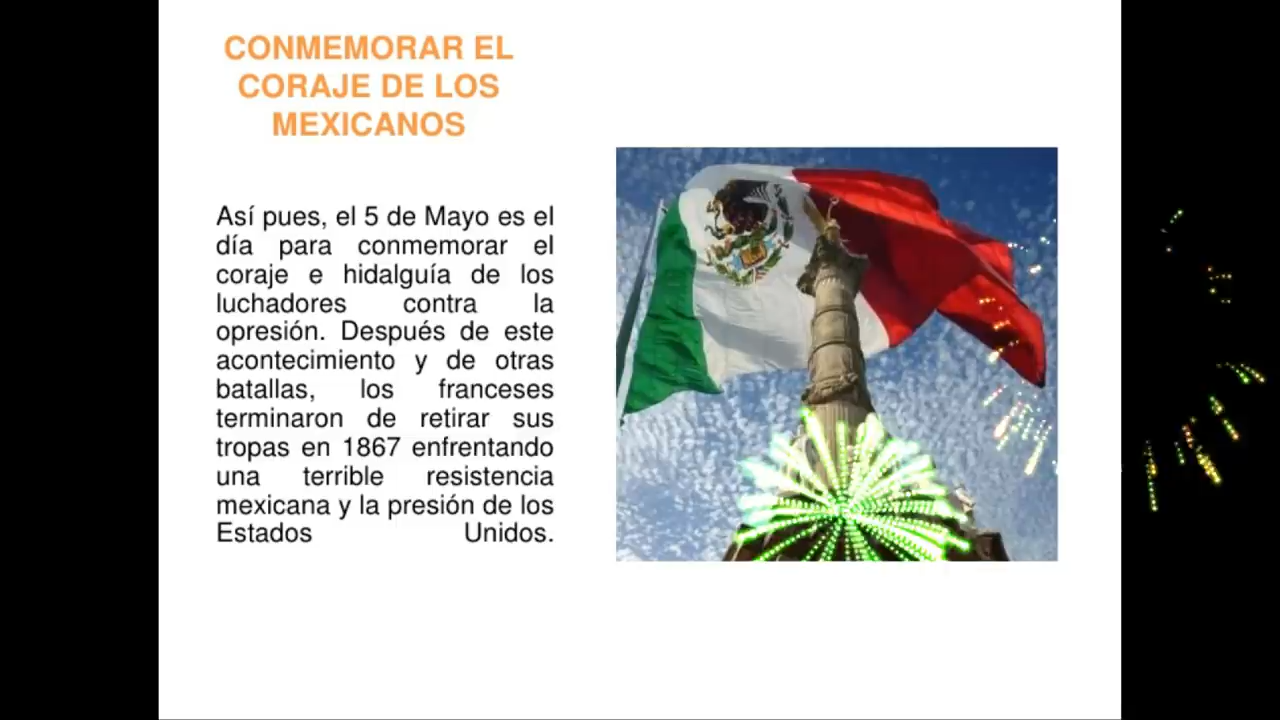 CONMEMORAR EL
CORAJE DE LOS
MEXICANOS
Así pues, el 5 de Mayo es el
día para conmemorar el
coraje e hidalguía de los
luchadores contra la
opresión. Después de este
acontecimiento y de otras
batallas, los franceses
terminaron de retirar sus
tropas en 1867 enfrentando
una terrible resistencia
mexicana y la presión de los
Estados Unidos.